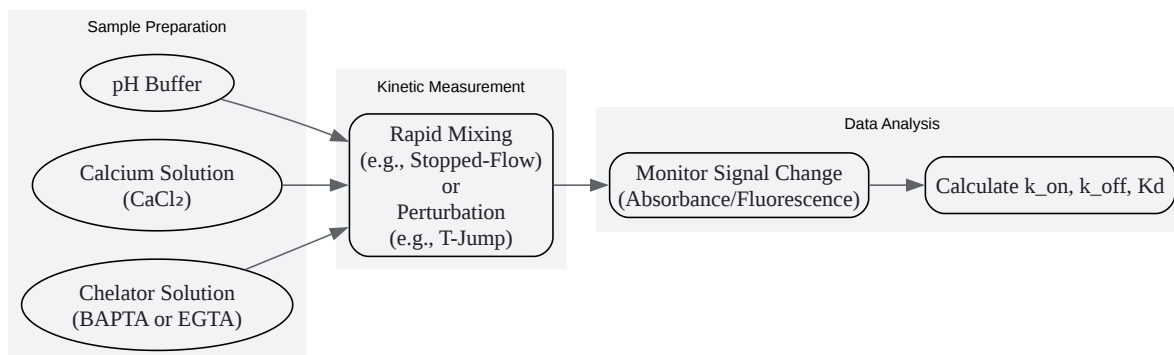 Sample Preparation
pH Buffer
Calcium Solution
(CaCl₂)
Chelator Solution
(BAPTA or EGTA)
Kinetic Measurement
Rapid Mixing
(e.g., Stopped-Flow)
or
Perturbation
(e.g., T-Jump)
Data Analysis
Monitor Signal Change
(Absorbance/Fluorescence)
Calculate k_on, k_off, Kd